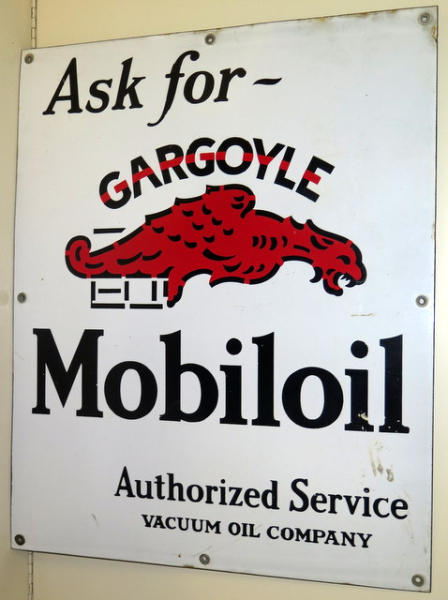 Ask for-
GARGOYLE
Mobiloil
Authorized Service
VACUUM OIL COMPANY